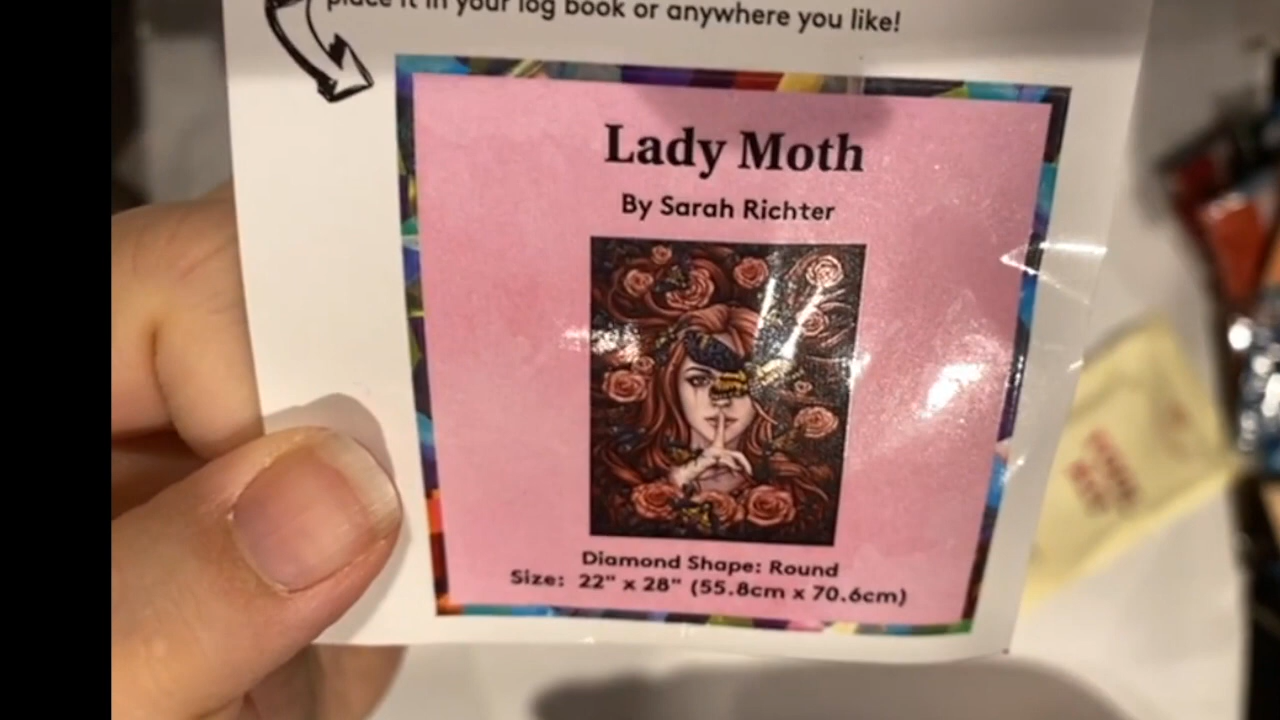 place it in your log book or anywhere you like!
Lady Moth
By Sarah Richter
Diamond Shape: Round
Size: 22" x 28" (55.8cm x 70.6cm)